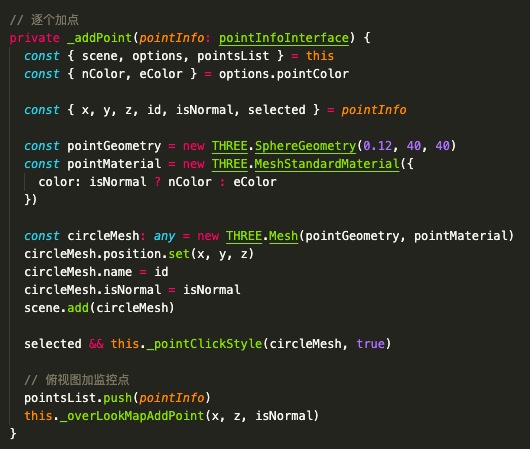 // 逐个加点
private _addPoint(pointInfo: pointInfoInterface) {
const { scene, options, pointsList } = this
const { nColor, eColor } = options.pointColor
const { x, y, z, id, isNormal, selected } = pointInfo
const pointGeometry = new THREE.SphereGeometry(0.12, 40, 40)
const pointMaterial = new THREE.MeshStandardMaterial({
color: isNormal ? nColor : eColor
})
const circleMesh: any = new THREE.Mesh(pointGeometry, pointMaterial)
circleMesh.position.set(x, y, z)
circleMesh.name = id
circleMesh.isNormal = isNormal
scene.add(circleMesh)
selected && this._pointClickStyle(circleMesh, true)
// 俯视图加监控点
pointsList.push(pointInfo)
this._overLookMapAddPoint(x, z, isNormal)
}